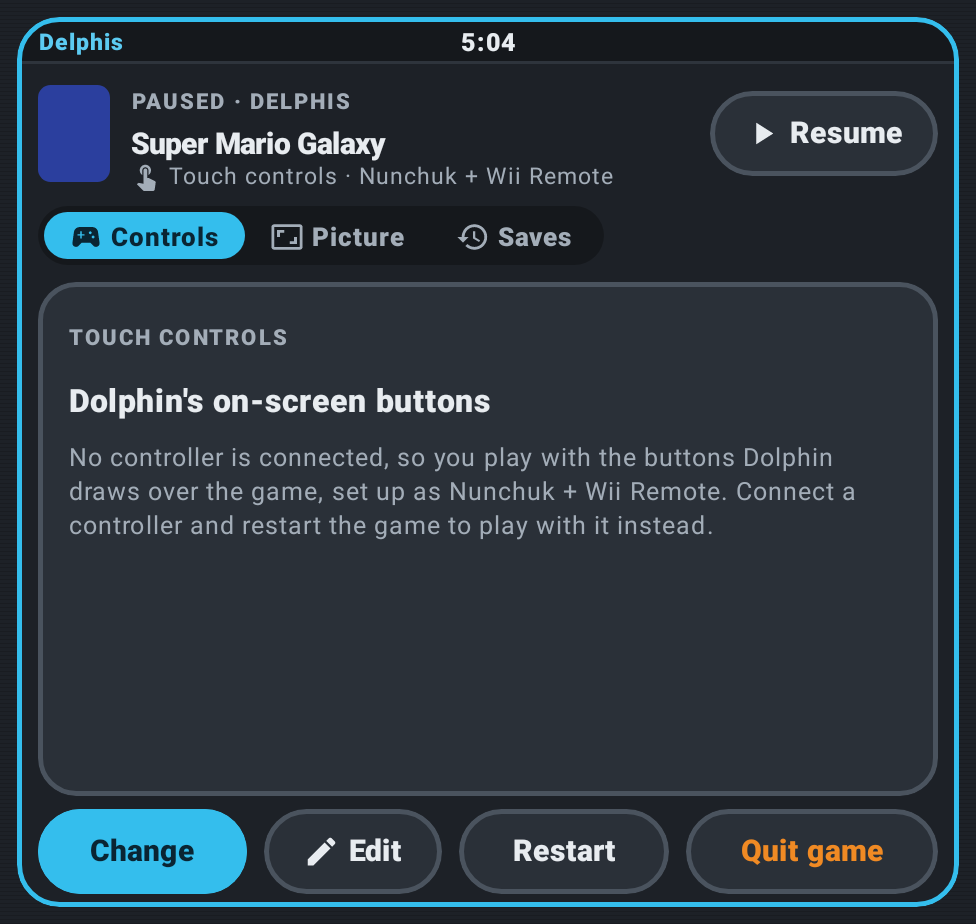 Delphis
5:04
PAUSED · DELPHIS
Super Mario Galaxy
Touch controls · Nunchuk + Wii Remote
Resume
Controls
Picture
Saves
TOUCH CONTROLS
Dolphin's on-screen buttons
No controller is connected, so you play with the buttons Dolphin
draws over the game, set up as Nunchuk + Wii Remote. Connect a
controller and restart the game to play with it instead.
Change
Edit
Restart
Quit game